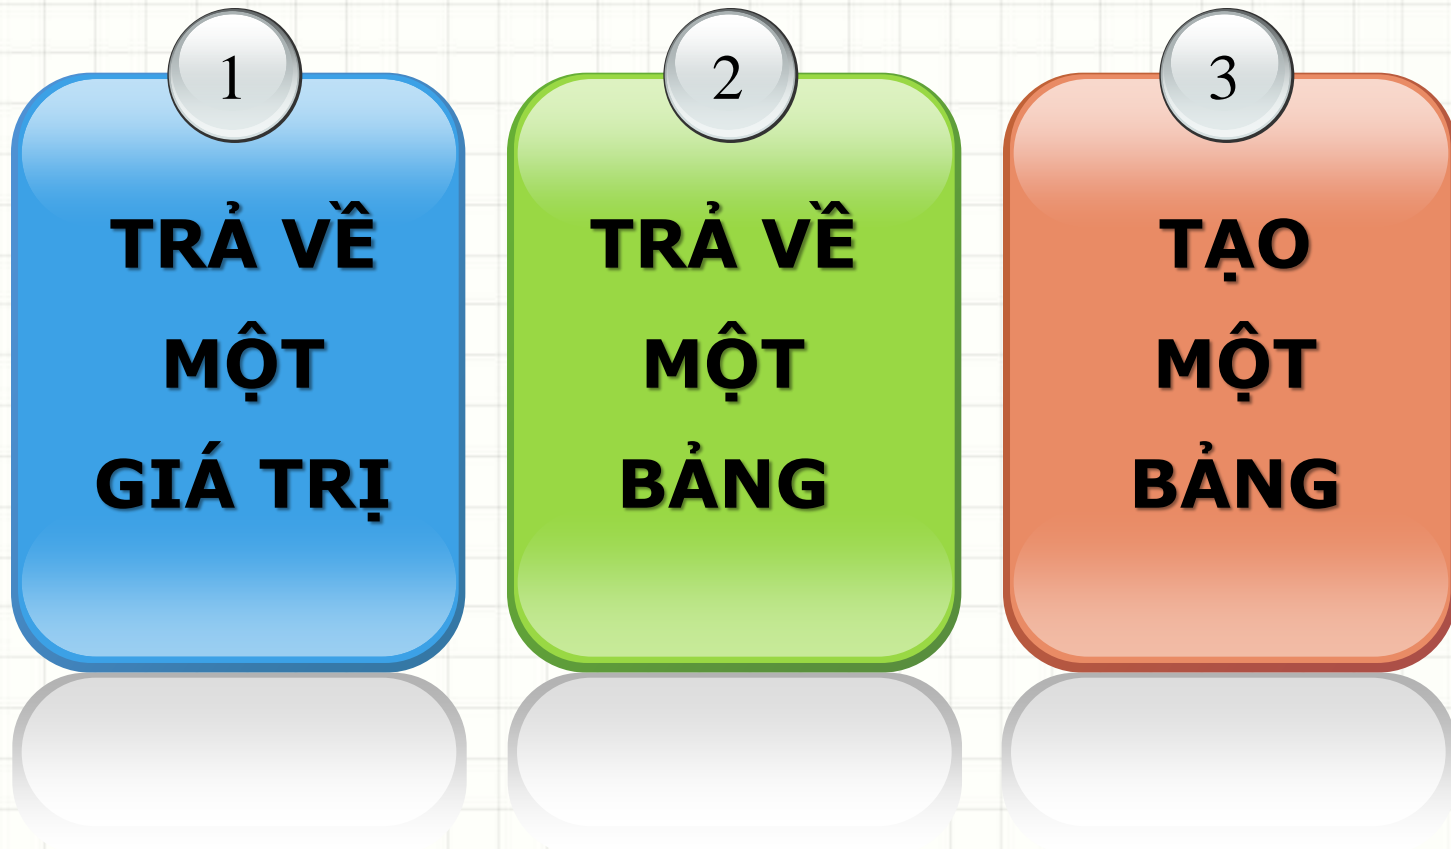 1
TRẢ VỀ
MỘT
GIÁ TRỊ
2
TRẢ VỀ
MỘT
BẢNG
3
TẠO
MỘT
BẢNG